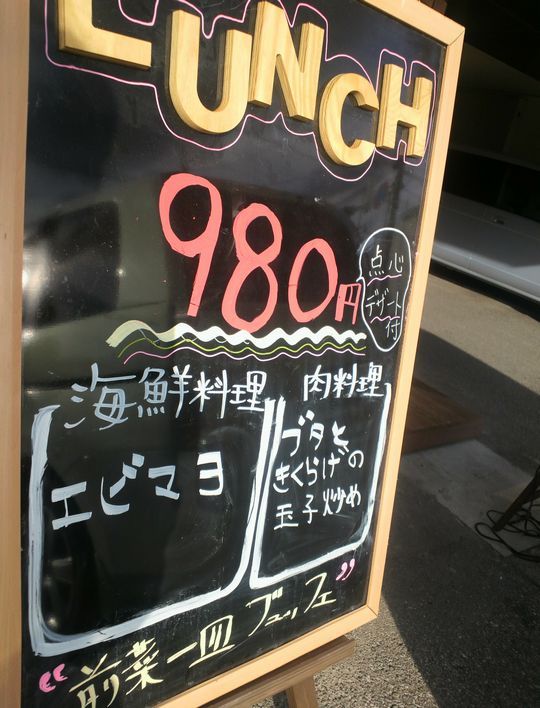 LUNCH
980円
点心
デザート
付
海鮮料理
エビマヨ
肉料理
ブタと
きくらげの
玉子炒め
“前菜一皿ブュッフェ”